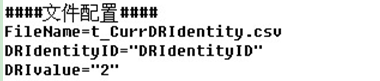 ####文件配置####
FileName=t_CurrDRIdentity.csv
DRIdentityID="DRIdentityID"
DRIvalue="2"